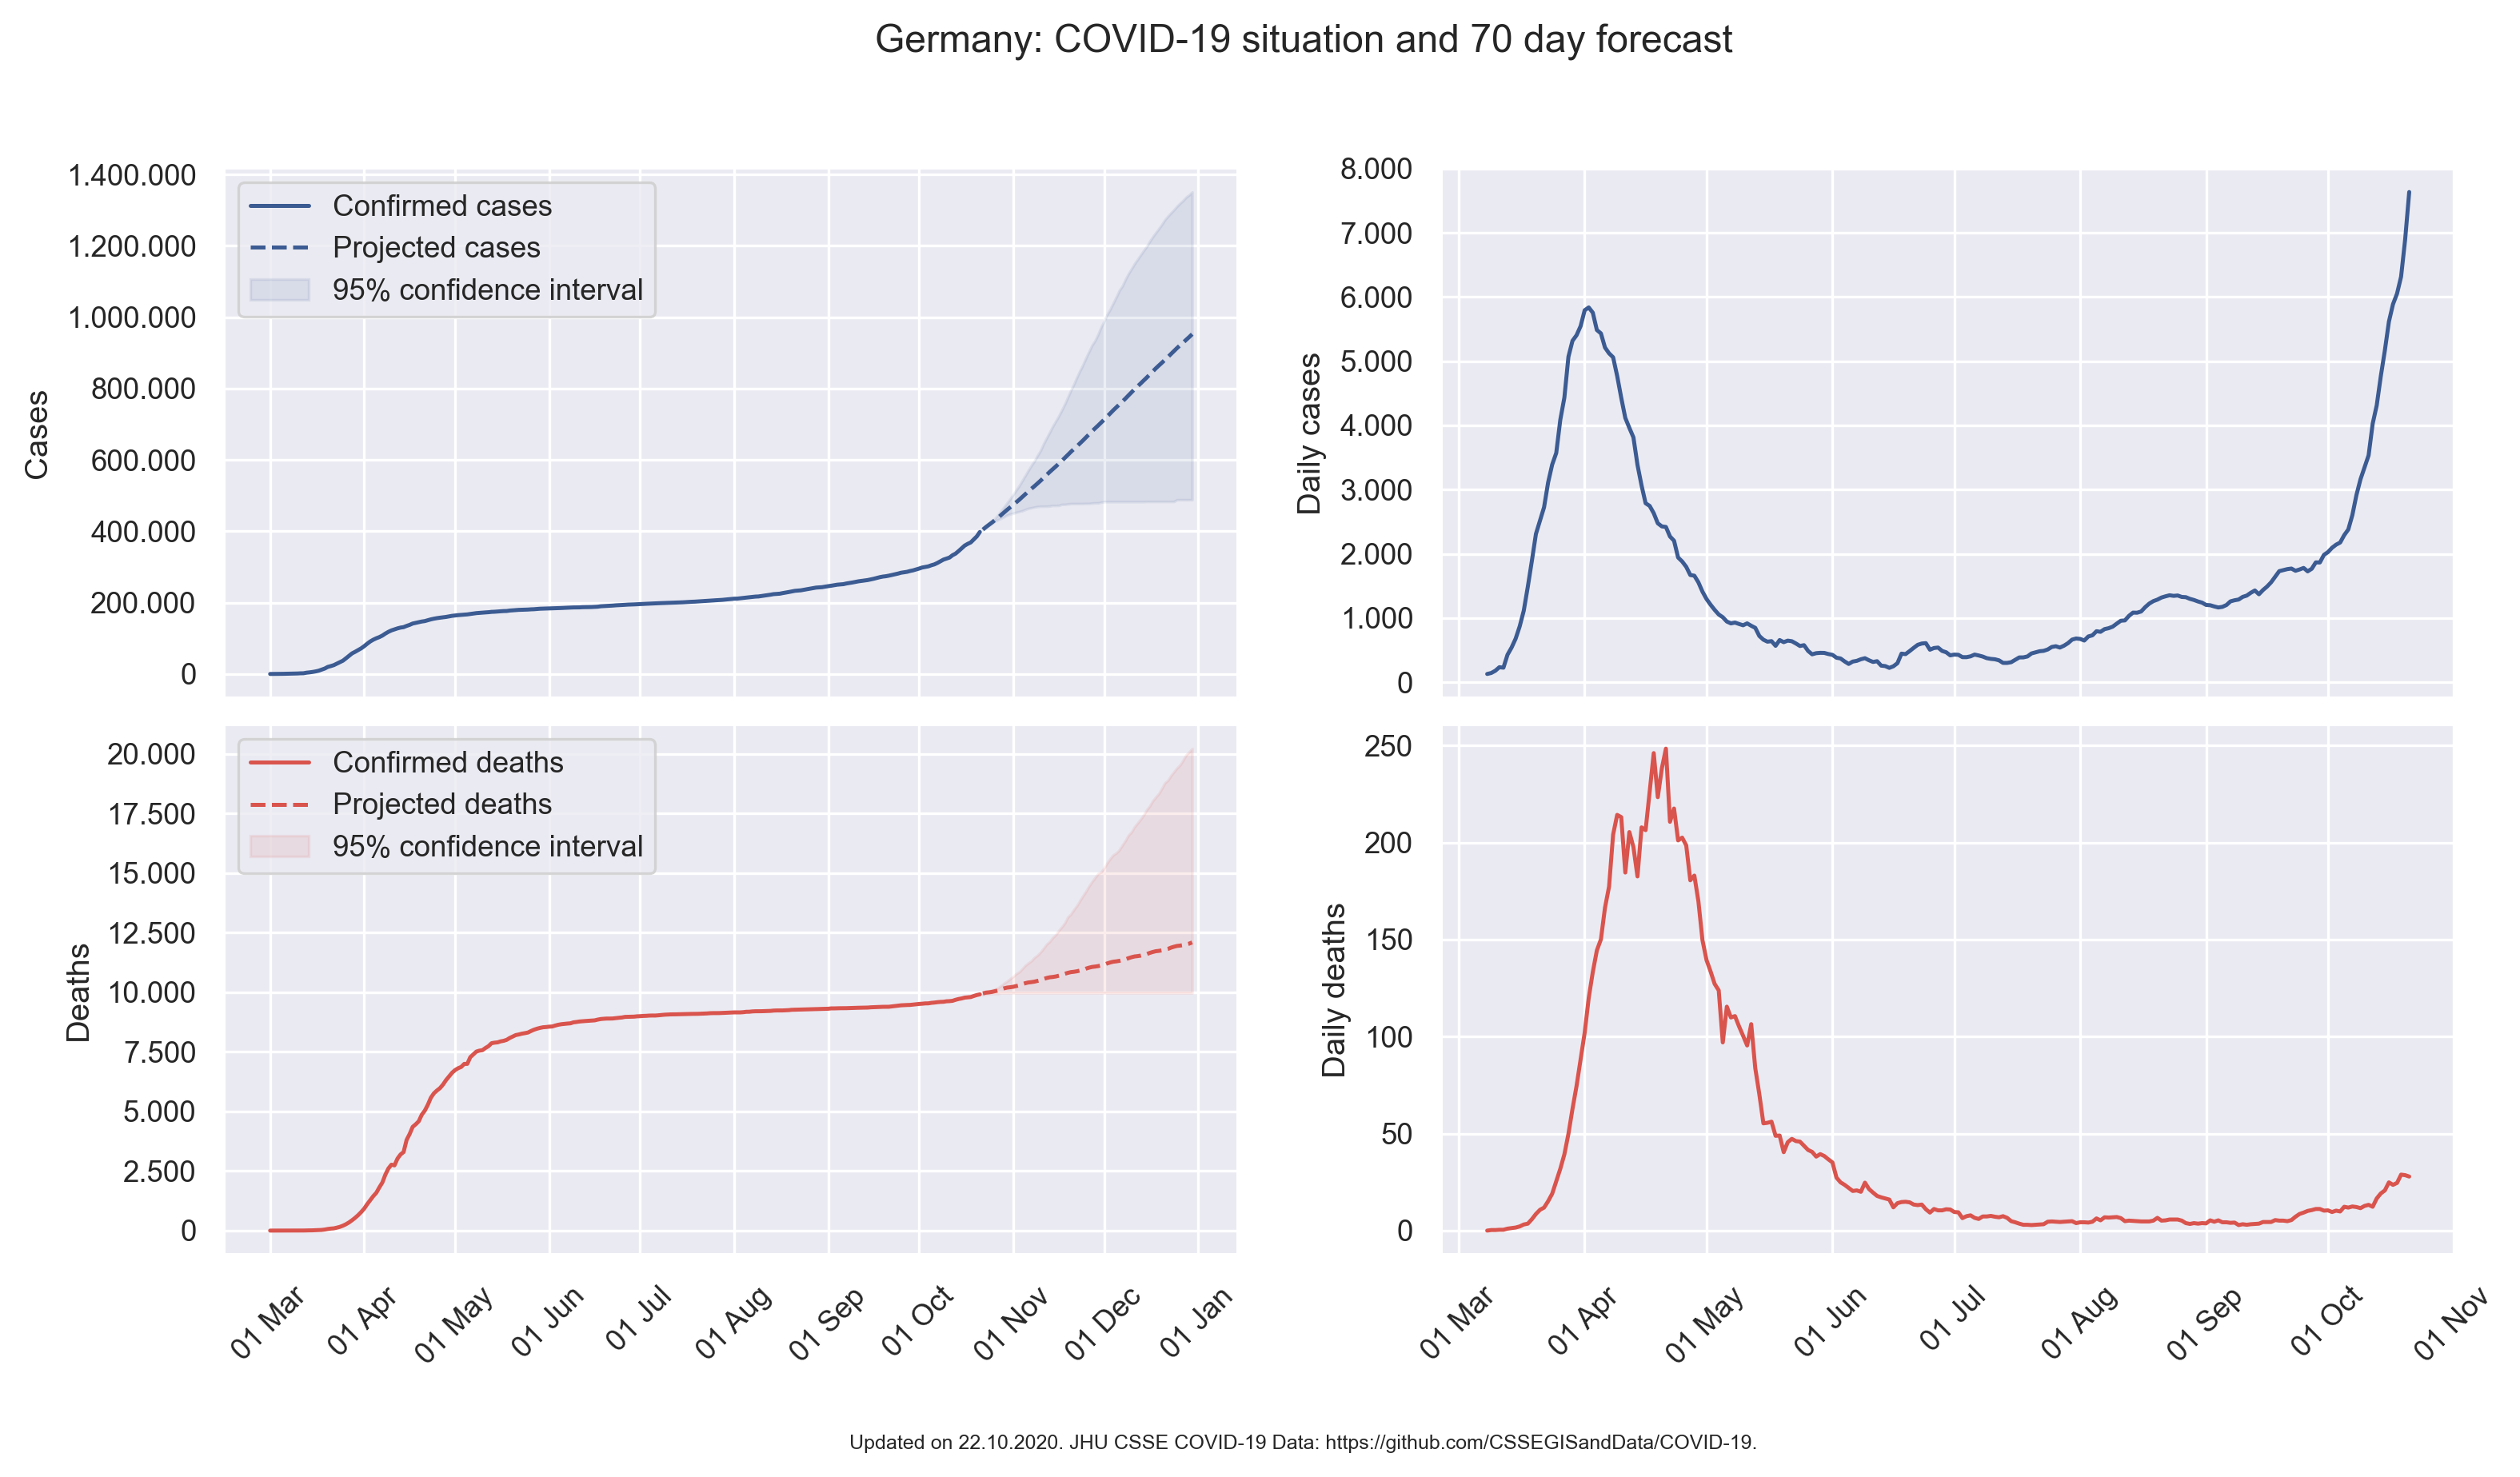 Germany: COVID-19 situation and 70 day forecast
1.400.000
1.200.000
1.000.000
800.000
600.000
400.000
200.000
0
Cases
Confirmed cases
Projected cases
95% confidence interval
8.000
7.000
6.000
5.000
4.000
3.000
2.000
1.000
0
Daily cases
20.000
17.500
15.000
12.500
10.000
7.500
5.000
2.500
0
Deaths
Confirmed deaths
Projected deaths
95% confidence interval
01 Mar
01 Apr
01 May
01 Jun
01 Jul
01 Aug
01 Sep
01 Oct
01 Nov
01 Dec
01 Jan
250
200
150
100
50
0
Daily deaths
01 Mar
01 Apr
01 May
01 Jun
01 Jul
01 Aug
01 Sep
01 Oct
01 Nov
Updated on 22.10.2020. JHU CSSE COVID-19 Data: https://github.com/CSSEGISandData/COVID-19.